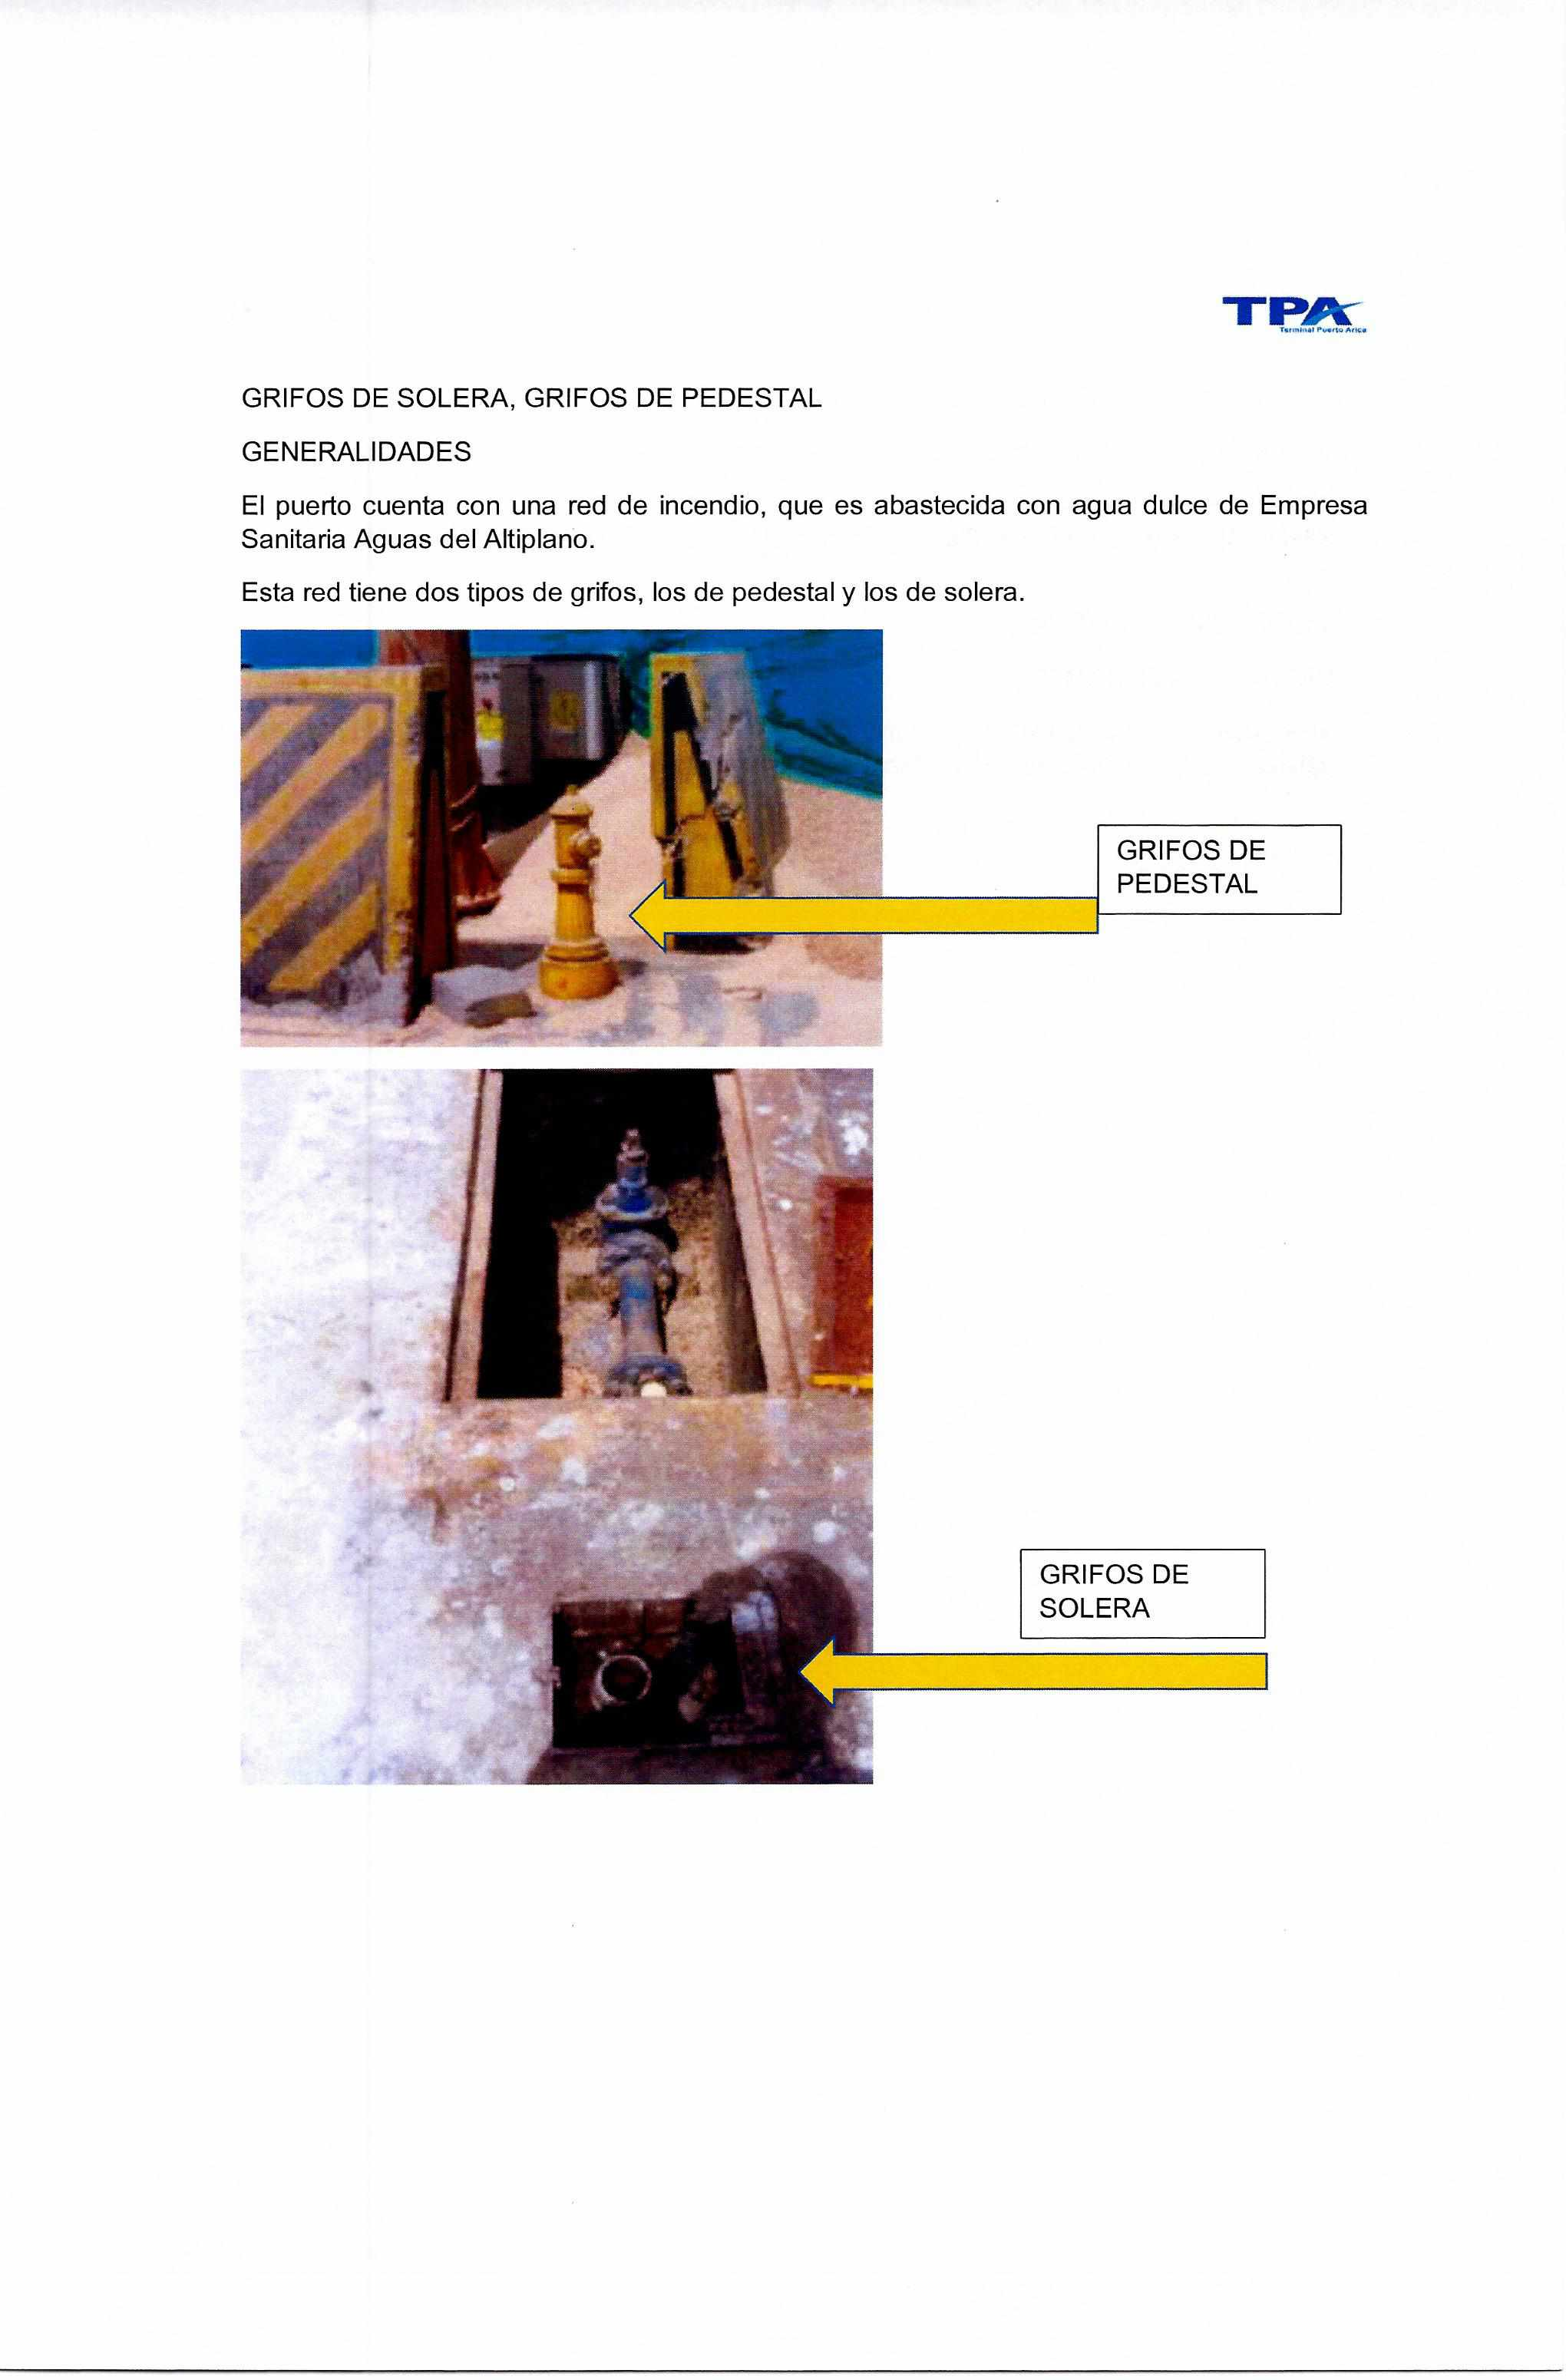 TPA
Terminal Puerto Arica
GRIFOS DE SOLERA, GRIFOS DE PEDESTAL
GENERALIDADES
El puerto cuenta con una red de incendio, que es abastecida con agua dulce de Empresa
Sanitaria Aguas del Altiplano.
Esta red tiene dos tipos de grifos, los de pedestal y los de solera.
GRIFOS DE
PEDESTAL
GRIFOS DE
SOLERA